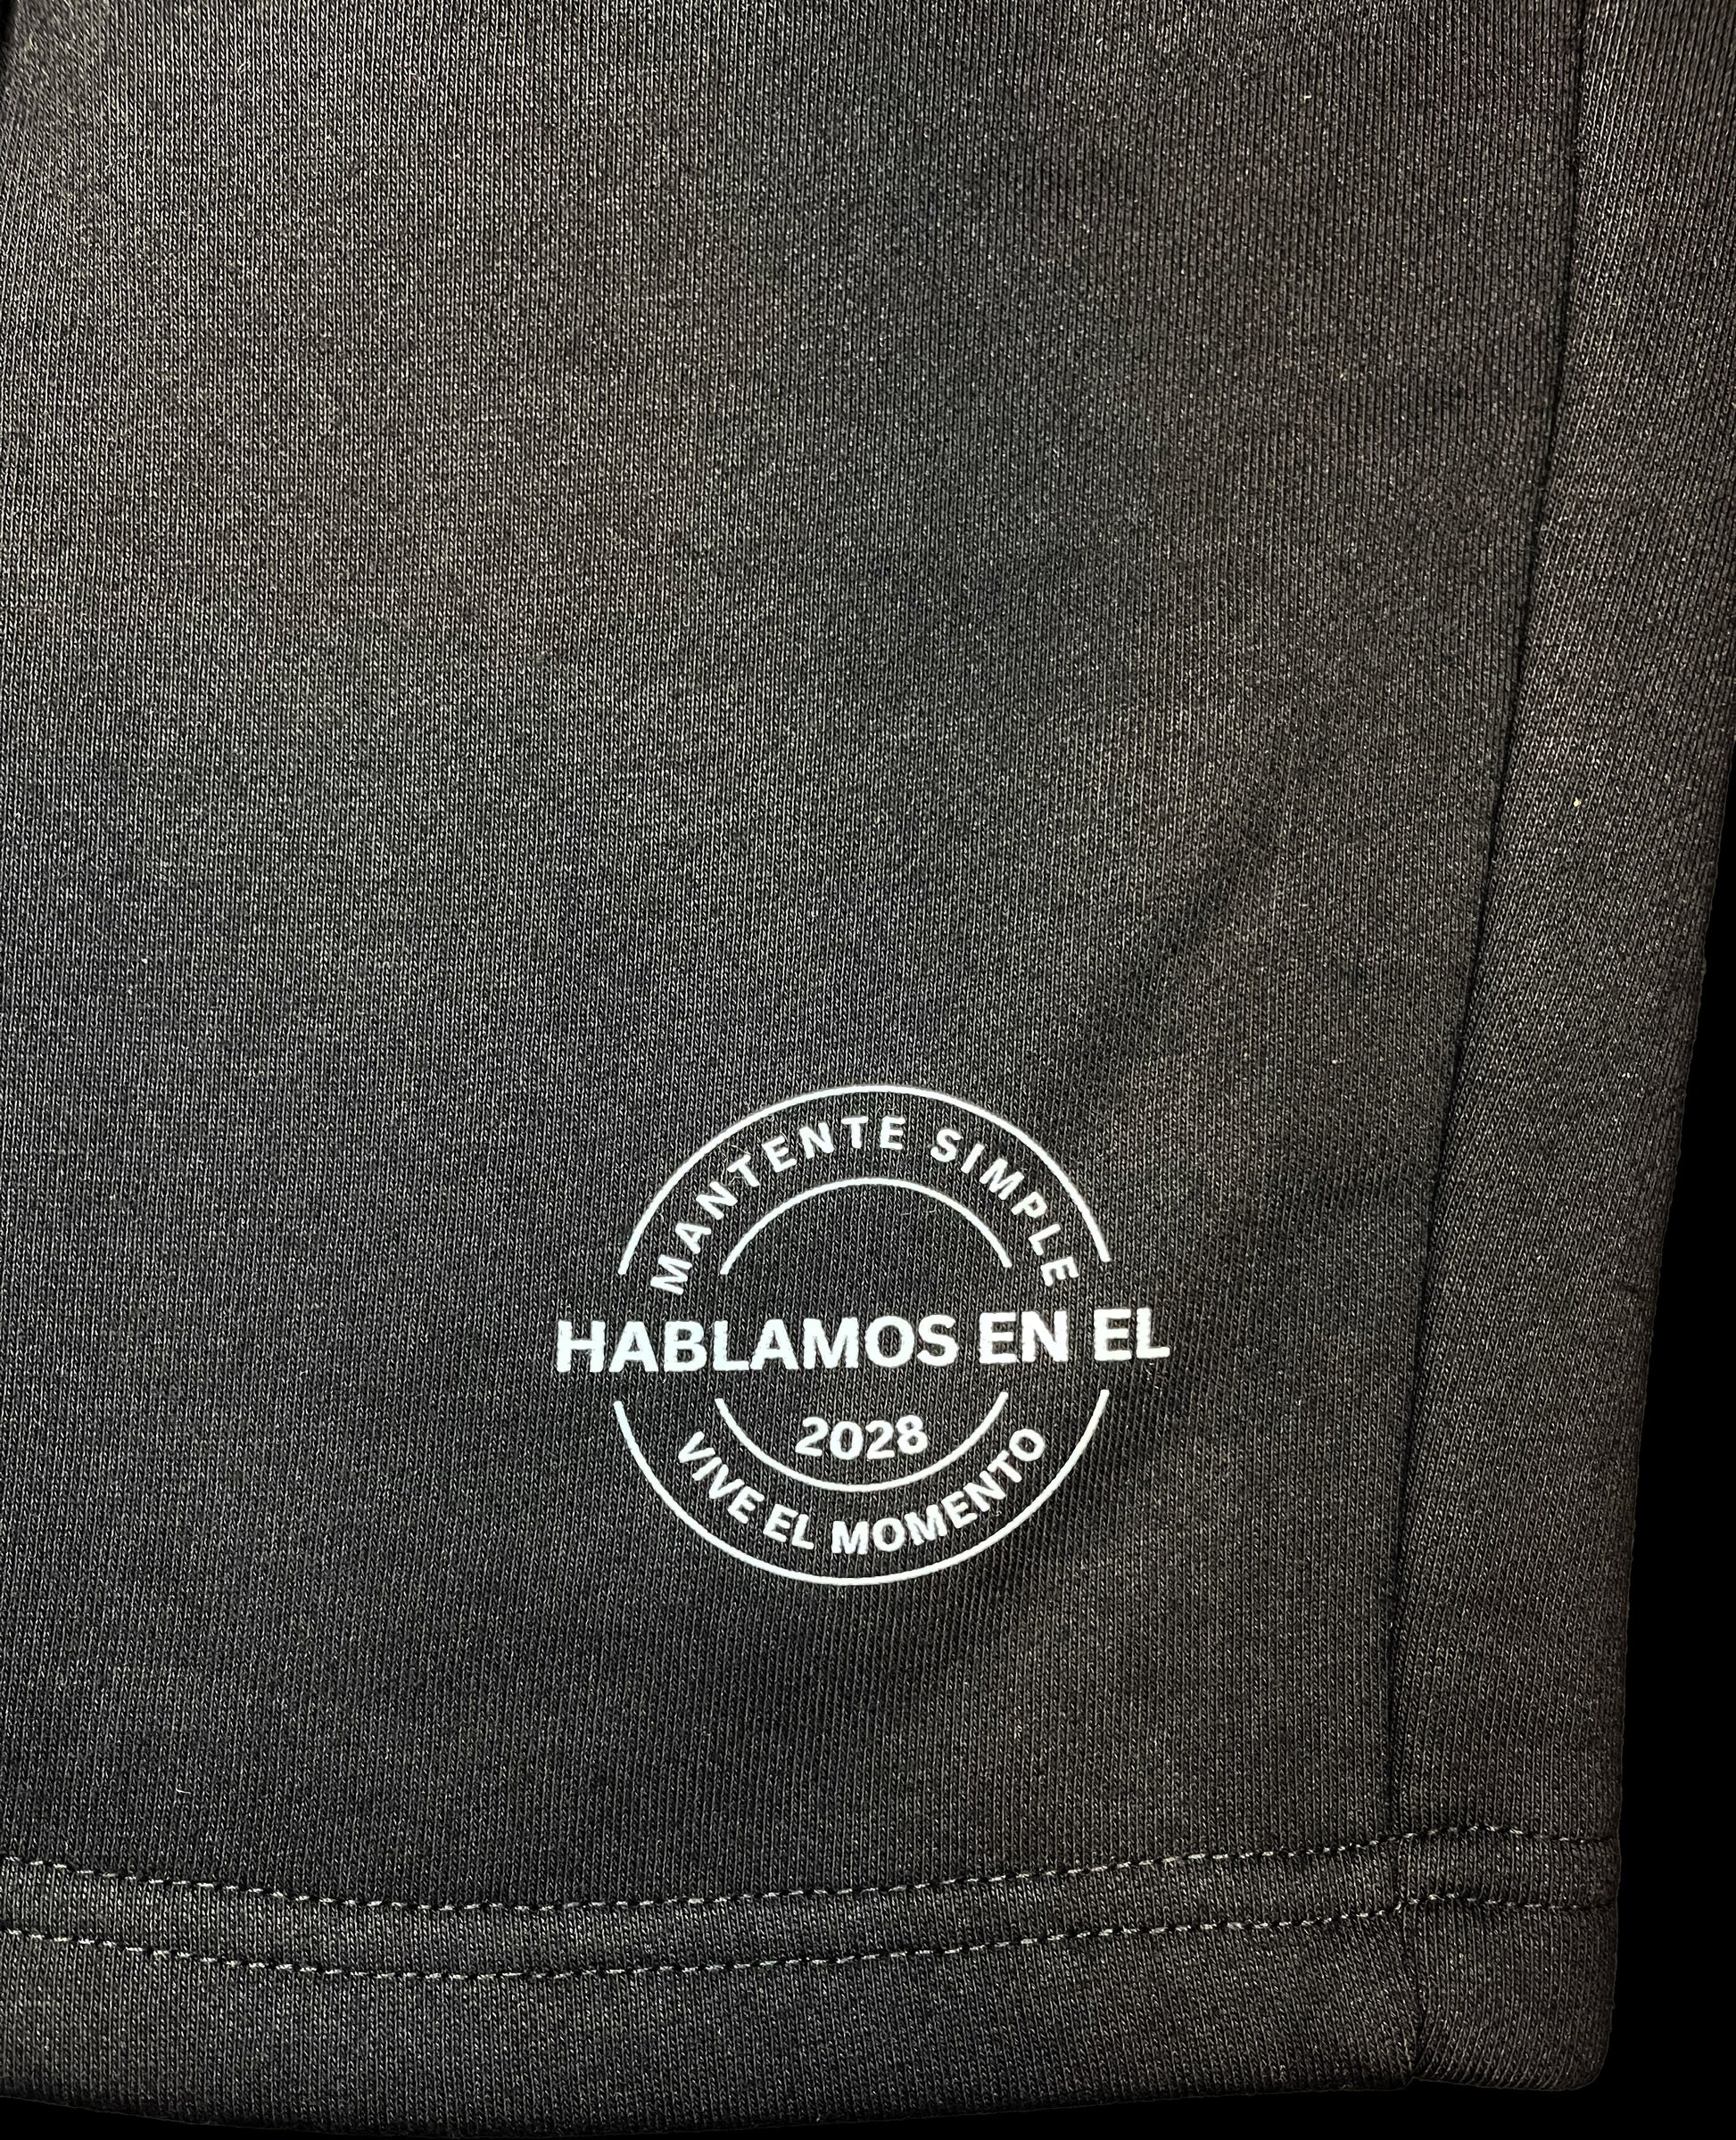 MANTENTE SIMPLE
HABLAMOS EN EL
2028
VIVE EL MOMENTO